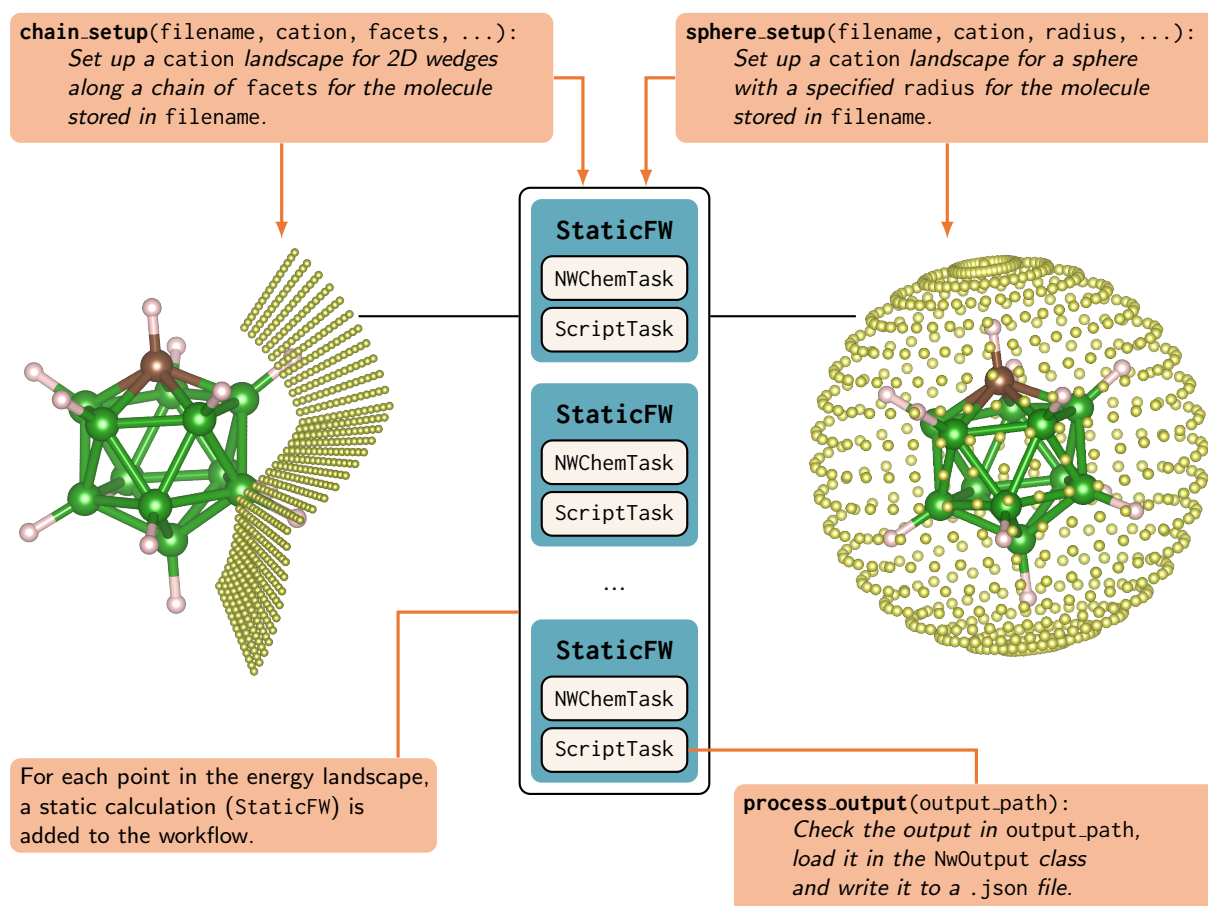 chain_setup(filename, cation, facets, ...):
Set up a cation landscape for 2D wedges
along a chain of facets for the molecule
stored in filename.
sphere_setup(filename, cation, radius, ...):
Set up a cation landscape for a sphere
with a specified radius for the molecule
stored in filename.
StaticFW
NWChemTask
ScriptTask
StaticFW
NWChemTask
ScriptTask
...
StaticFW
NWChemTask
ScriptTask
For each point in the energy landscape,
a static calculation (StaticFW) is
added to the workflow.
process_output(output_path):
Check the output in output_path,
load it in the NwOutput class
and write it to a .json file.